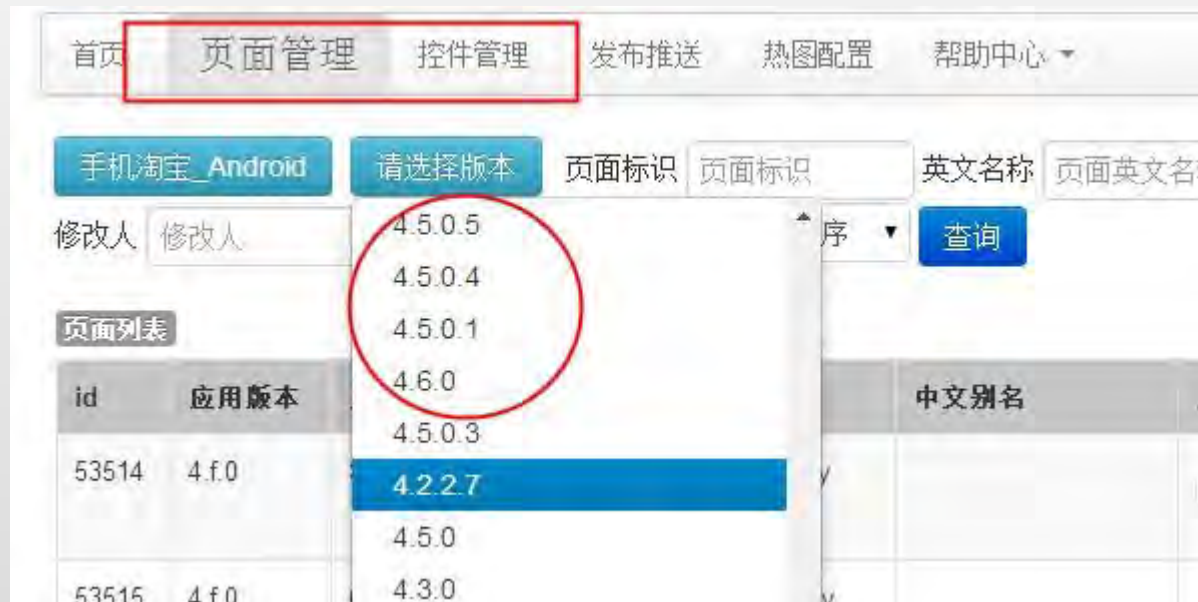 首页 页面管理 控件管理 发布推送 热图配置 帮助中心
手机淘宝_Android 请选择版本 页面标识 页面标识 英文名称 页面英文名
修改人 修改人 序 查询
4.5.0.5
4.5.0.4
4.5.0.1
4.6.0
4.5.0.3
4.2.2.7
4.5.0
4.3.0
页面列表
id 应用版本 中文别名
53514 4.f.0 y
53515 4.f.0